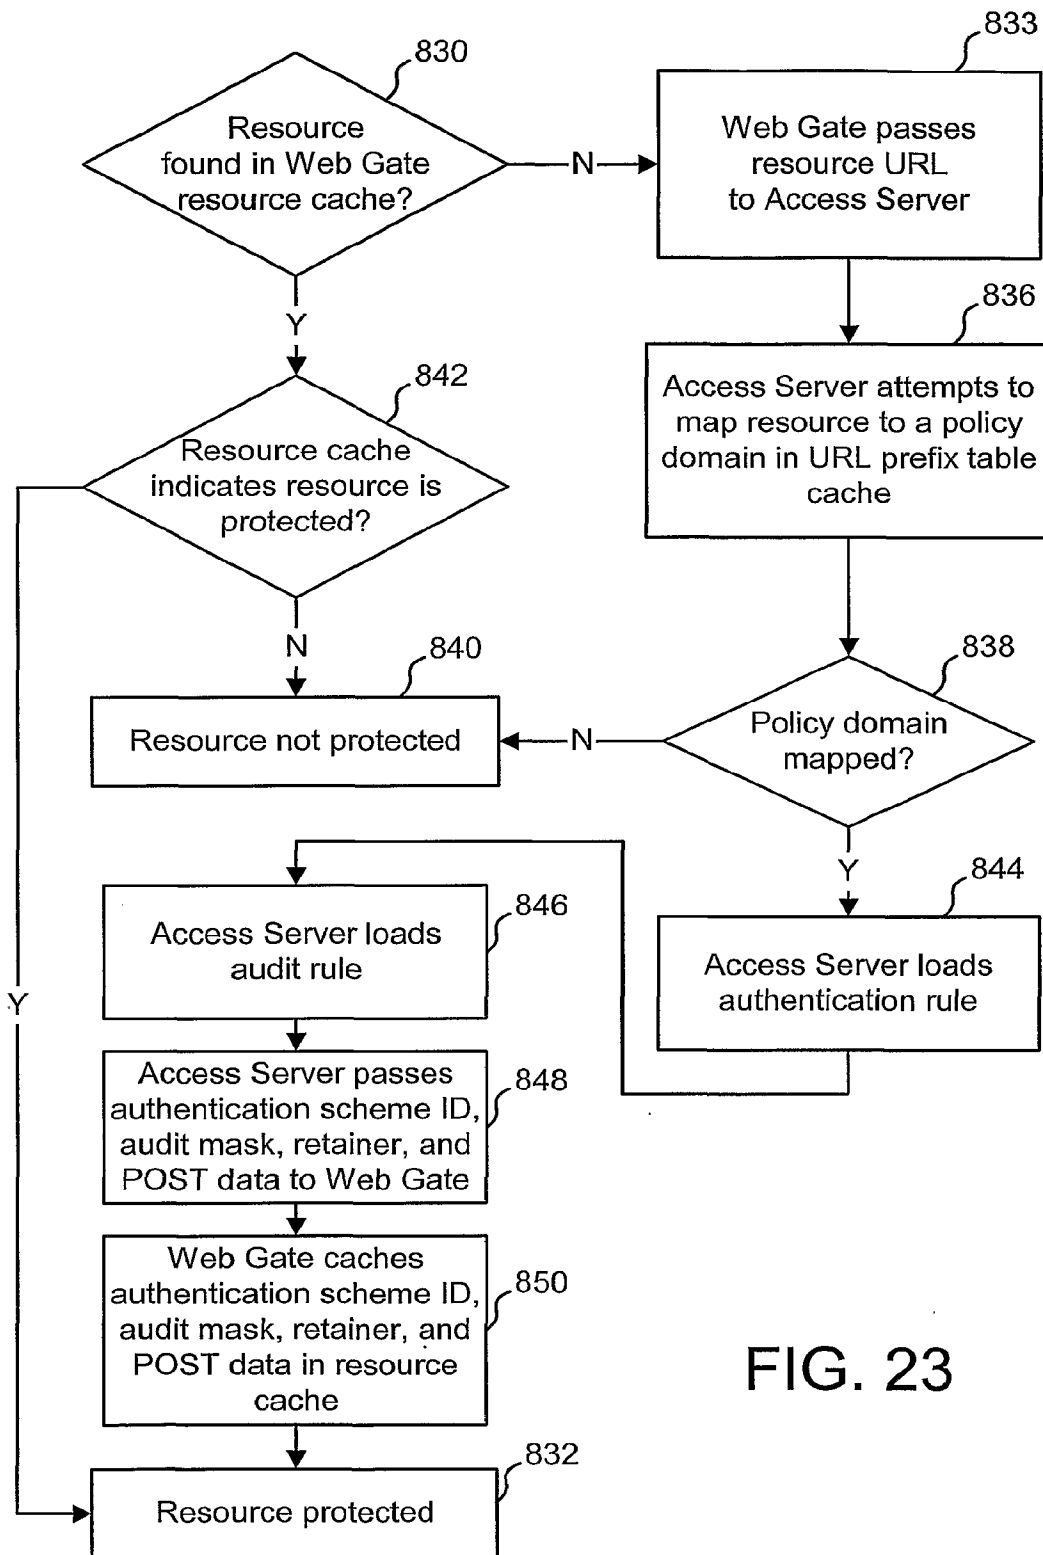 830
Resource
found in Web Gate
resource cache?
N
833
Web Gate passes
resource URL
to Access Server
Y
836
Access Server attempts to
map resource to a policy
domain in URL prefix table
cache
842
Resource cache
indicates resource is
protected?
N
838
Policy domain
mapped?
N
840
Resource not protected
Y
844
Access Server loads
authentication rule
846
Access Server loads
audit rule
Y
848
Access Server passes
authentication scheme ID,
audit mask, retainer, and
POST data to Web Gate
850
Web Gate caches
authentication scheme ID,
audit mask, retainer, and
POST data in resource
cache
832
Resource protected
FIG. 23